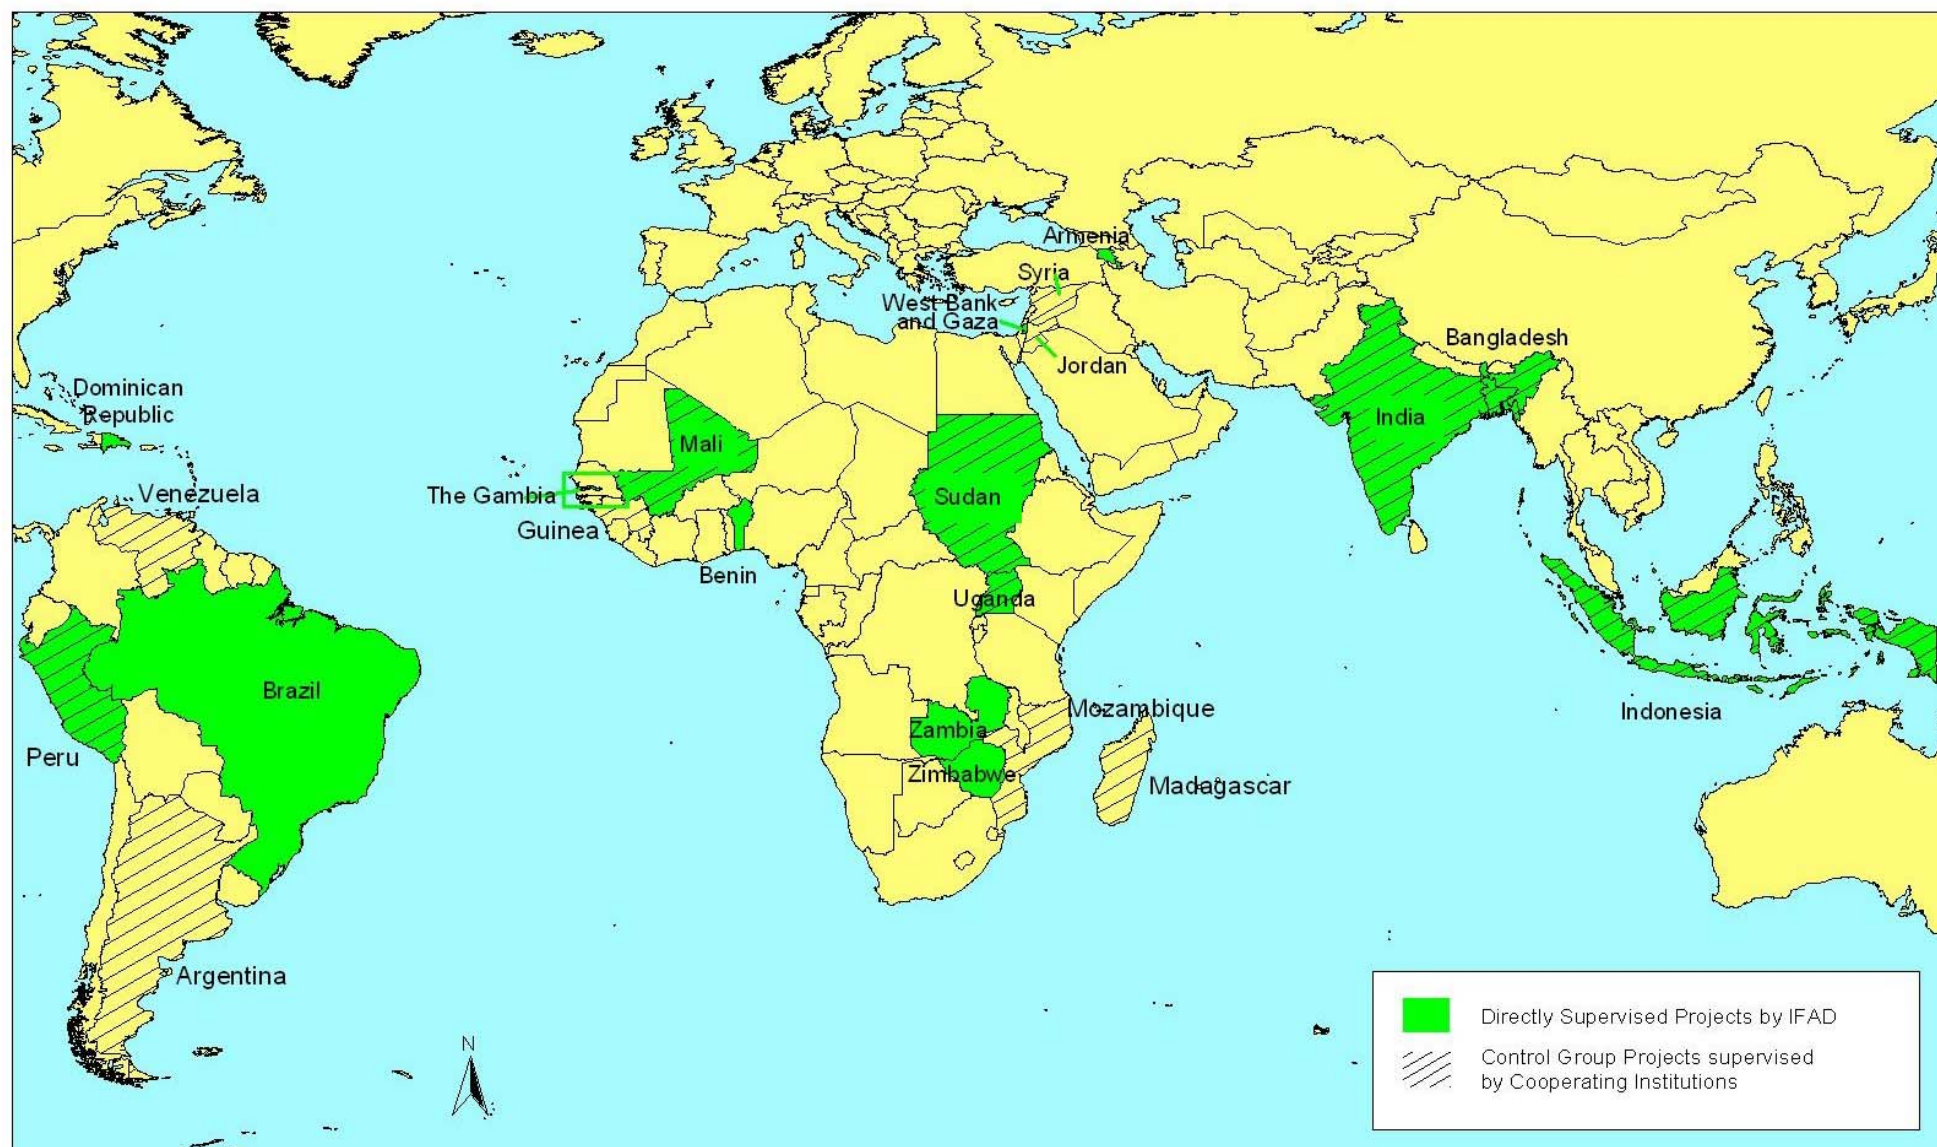 Armenia
Syria
West Bank
and Gaza
Jordan
Bangladesh
Dominican
Republic
India
Mali
Venezuela
The Gambia
Sudan
Guinea
Benin
Uganda
Brazil
Mozambique
Indonesia
Zambia
Peru
Zimbabwe
Madagascar
Argentina
N
Directly Supervised Projects by IFAD
Control Group Projects supervised
by Cooperating Institutions